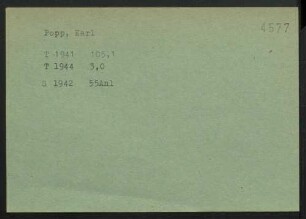 Popp, Karl
4577
T 1941 105,1
T 1944 5,0
G 1942 55Anl